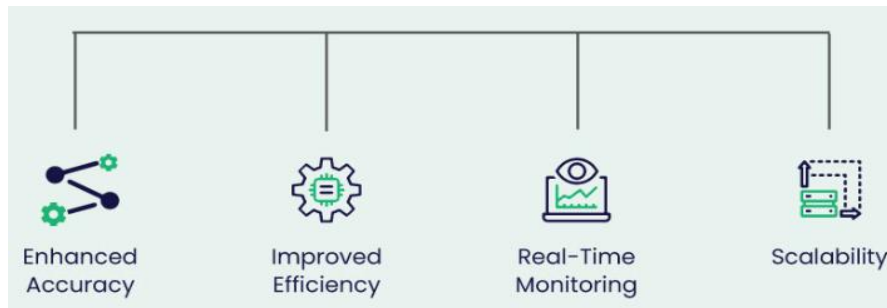 Enhanced
Accuracy
Improved
Efficiency
Real-Time
Monitoring
Scalability